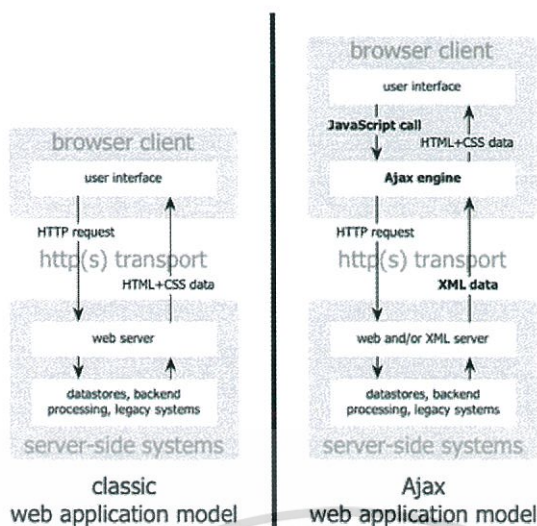 browser client
user interface
HTTP request
http(s) transport
HTML+CSS data
web server
datastores, backend
processing, legacy systems
server-side systems
classic
web application model
browser client
user interface
JavaScript call
HTML+CSS data
Ajax engine
HTTP request
http(s) transport
XML data
web and/or XML server
datastores, backend
processing, legacy systems
server-side systems
Ajax
web application model